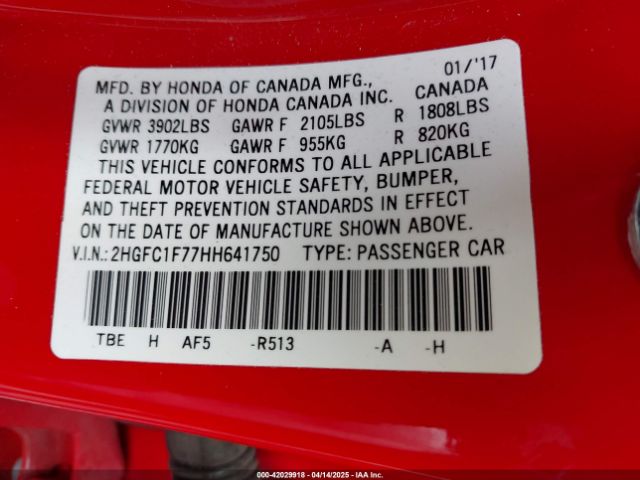 MFD. BY HONDA OF CANADA MFG., 01/'17
A DIVISION OF HONDA CANADA INC. CANADA
GVWR 3902LBS GAWR F 2105LBS R 1808LBS
GVWR 1770KG GAWR F 955KG R 820KG
THIS VEHICLE CONFORMS TO ALL APPLICABLE
FEDERAL MOTOR VEHICLE SAFETY, BUMPER,
AND THEFT PREVENTION STANDARDS IN EFFECT
ON THE DATE OF MANUFACTURE SHOWN ABOVE.
V.I.N.:2HGFC1F77HH641750 TYPE: PASSENGER CAR
TBE H AF5 -R513 -A -H
000-42029918 - 04/14/2025 - IAA Inc.